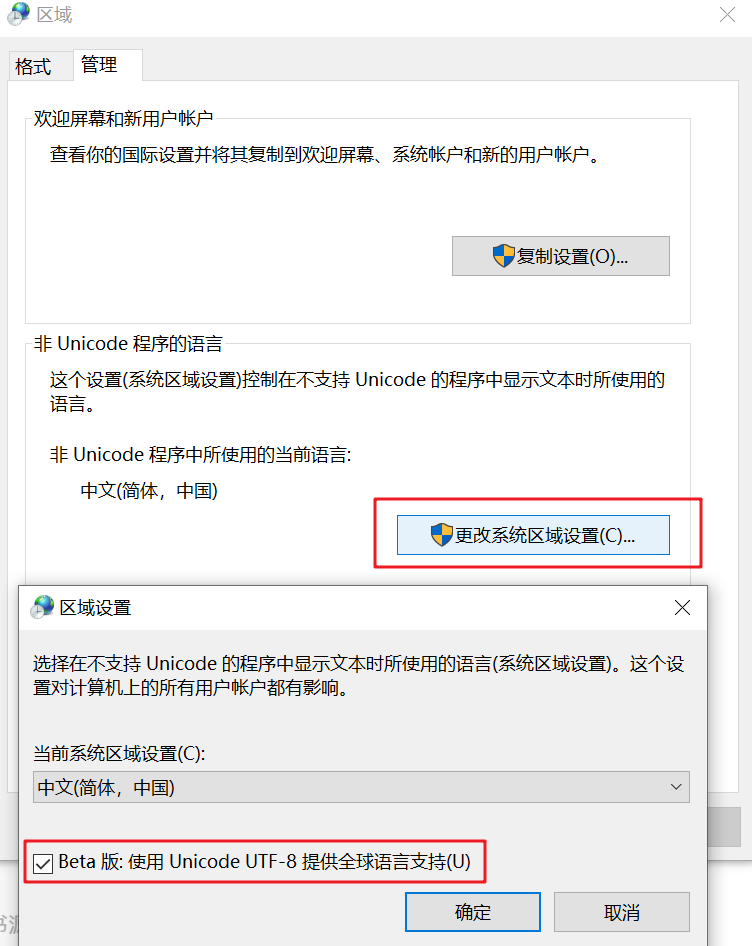 区域
格式
管理
欢迎屏幕和新用户帐户
查看你的国际设置并将其复制到欢迎屏幕、系统帐户和新的用户帐户。
复制设置(O)...
非 Unicode 程序的语言
这个设置(系统区域设置)控制在不支持 Unicode 的程序中显示文本时所使用的
语言。
非 Unicode 程序中所使用的当前语言:
中文(简体，中国)
更改系统区域设置(C)...
区域设置
选择在不支持 Unicode 的程序中显示文本时所使用的语言(系统区域设置)。这个设
置对计算机上的所有用户帐户都有影响。
当前系统区域设置(C):
中文(简体，中国)
Beta 版: 使用 Unicode UTF-8 提供全球语言支持(U)
确定
取消